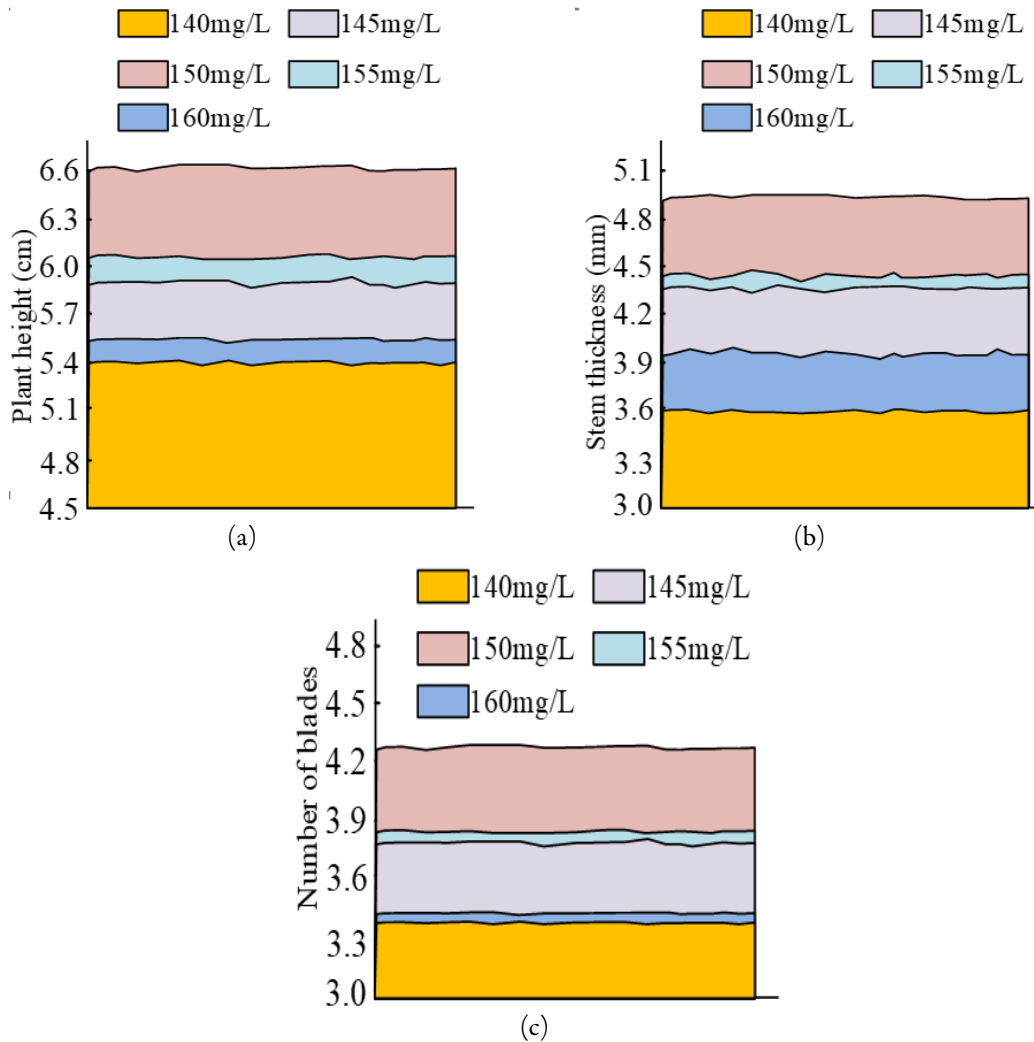 140mg/L 145mg/L
150mg/L 155mg/L
160mg/L
Plant height (cm)
6.6
6.3
6.0
5.7
5.4
5.1
4.8
4.5
(a)
140mg/L 145mg/L
150mg/L 155mg/L
160mg/L
Stem thickness (mm)
5.1
4.8
4.5
4.2
3.9
3.6
3.3
3.0
(b)
140mg/L 145mg/L
150mg/L 155mg/L
160mg/L
Number of blades
4.8
4.5
4.2
3.9
3.6
3.3
3.0
(c)